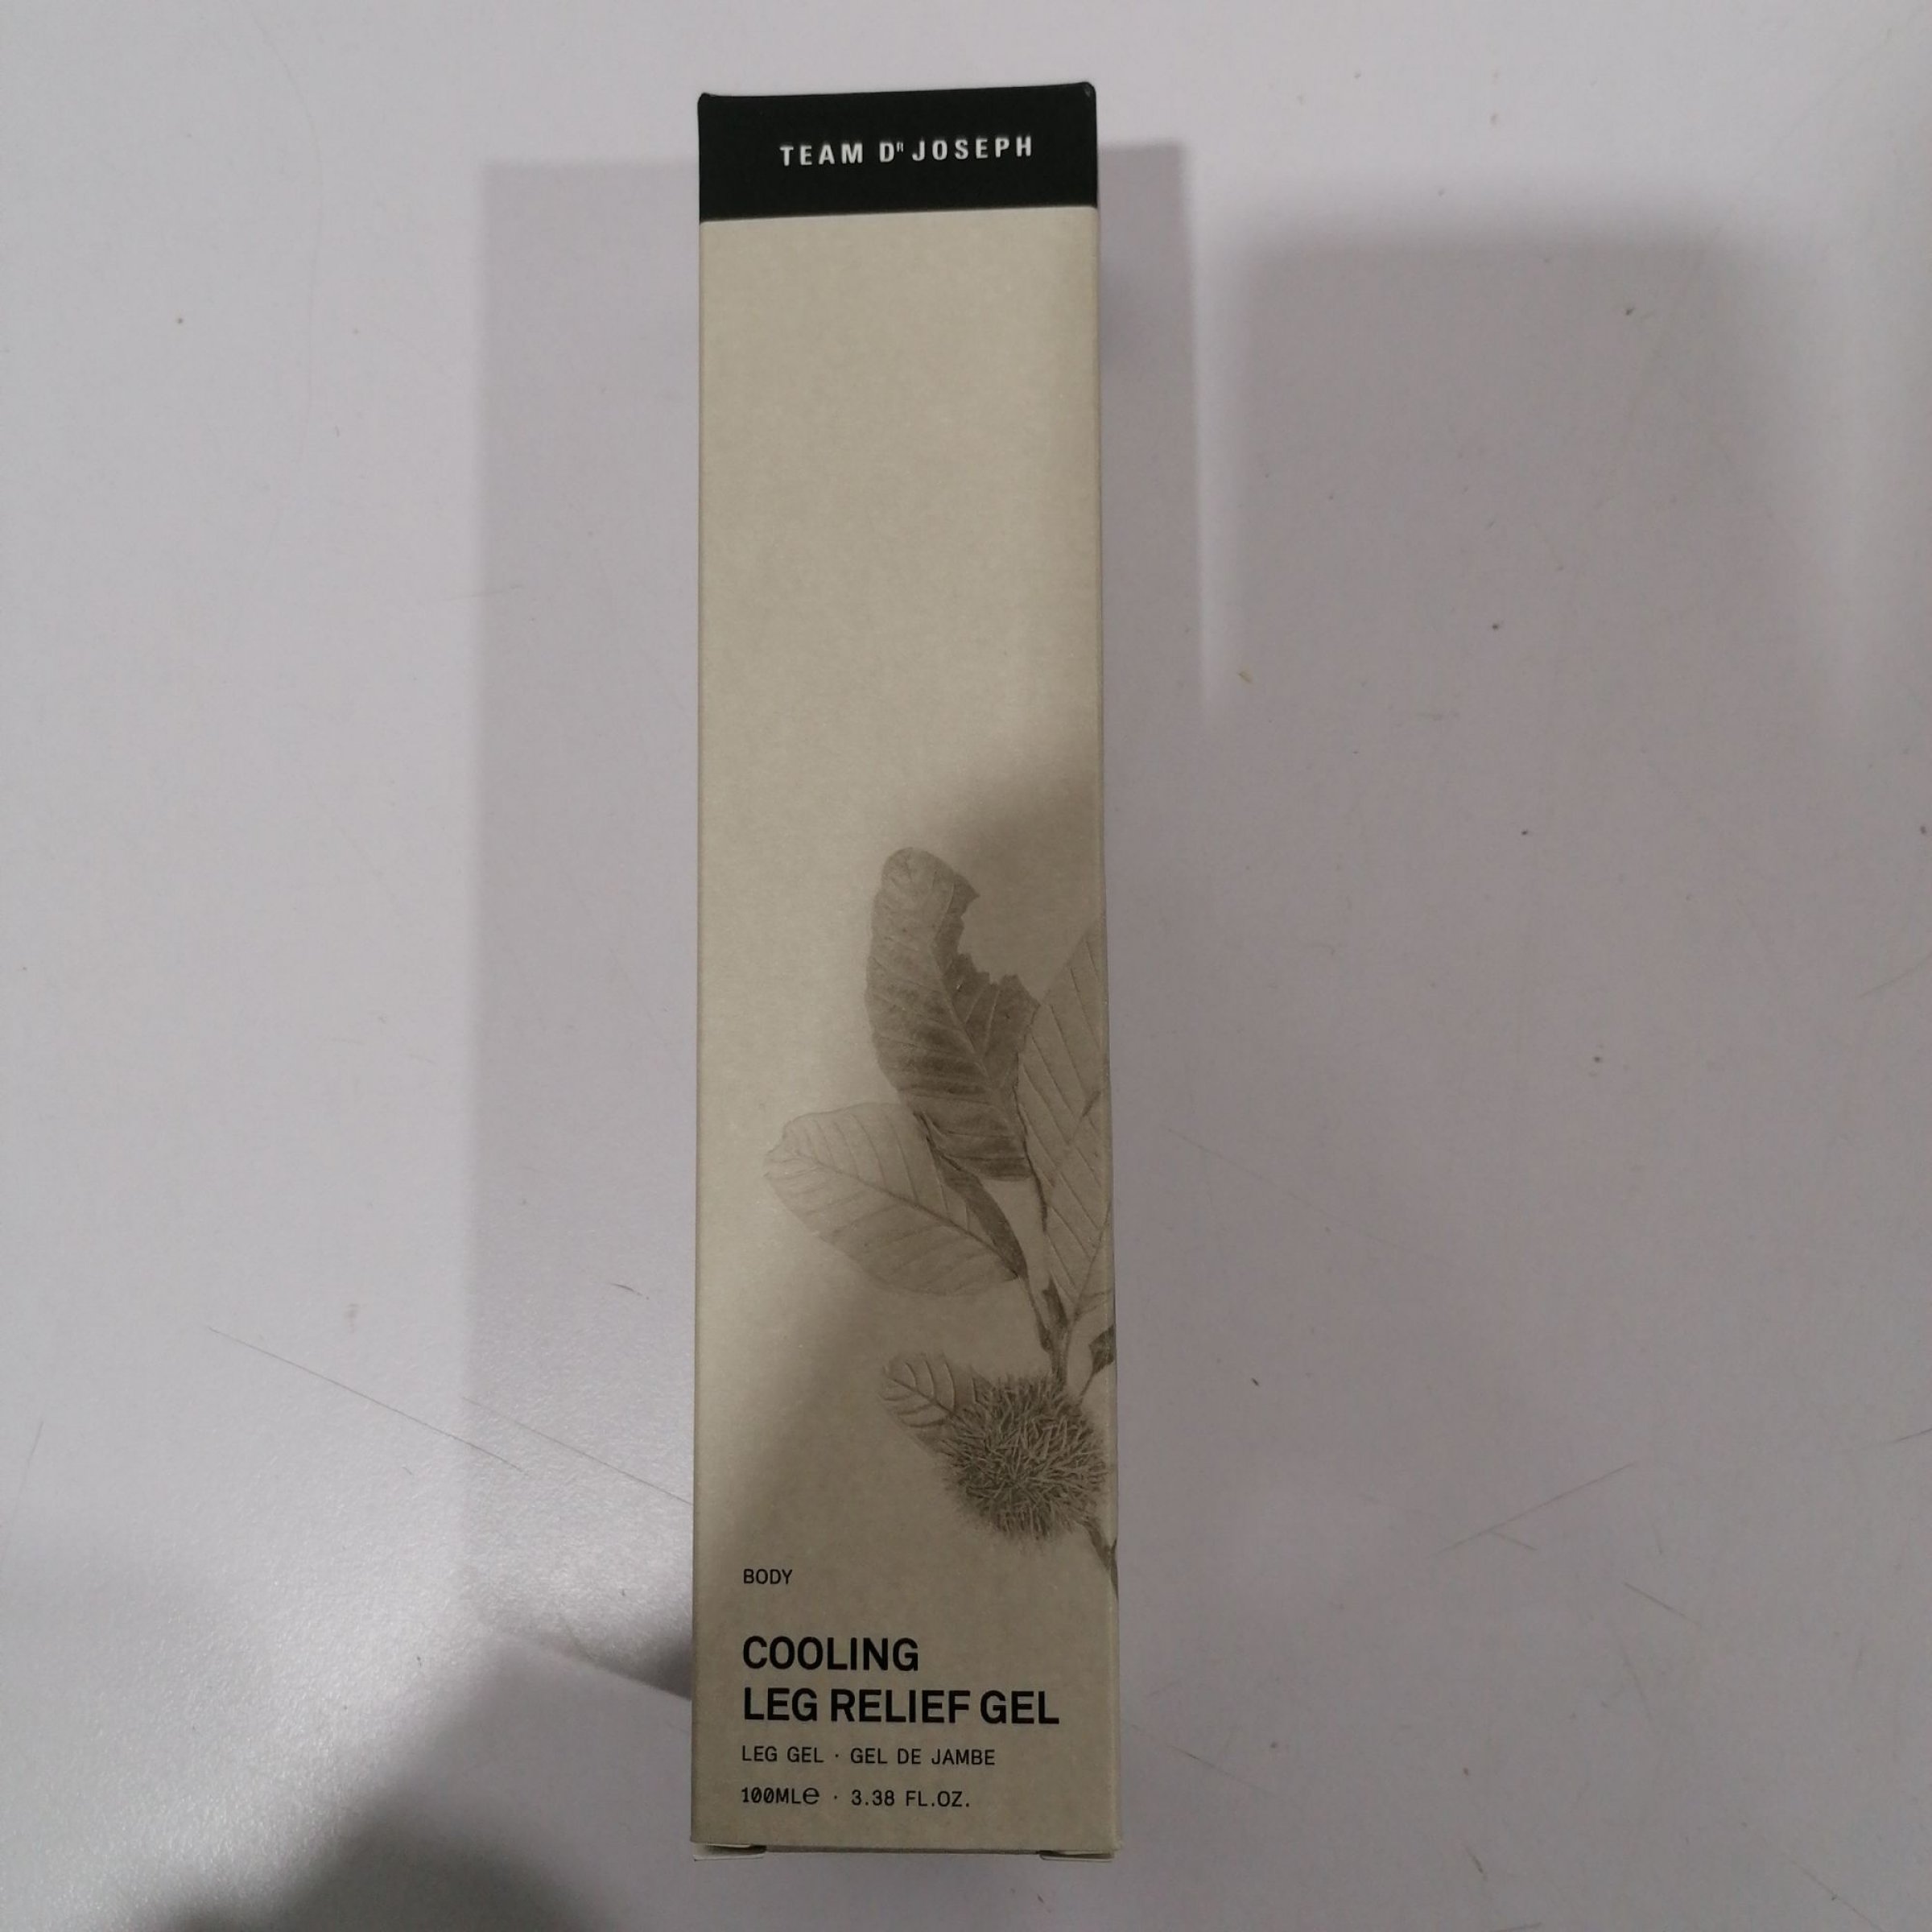 TEAM Dᴿ JOSEPH
BODY
COOLING
LEG RELIEF GEL
LEG GEL · GEL DE JAMBE
100ML℮ · 3.38 FL.OZ.